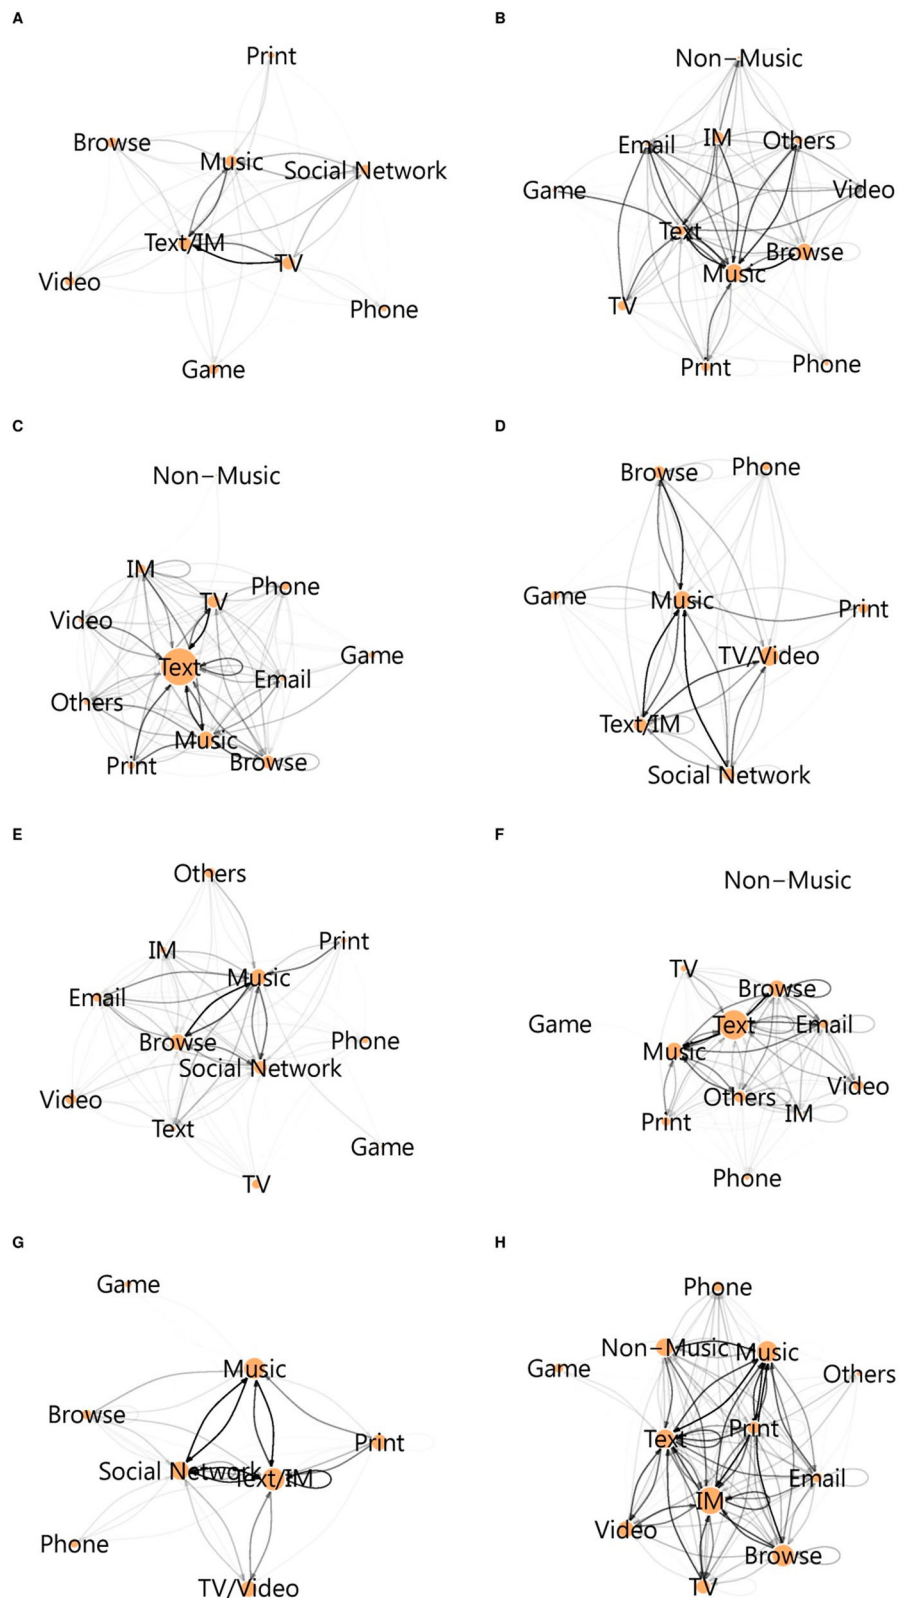 A
B
Print
Non–Music
Browse
Music
Social Network
Email
IM
Others
Game
Video
Text/IM
TV
Text
Browse
Music
Video
Phone
TV
Game
Print
Phone
C
D
Non–Music
Browse
Phone
IM
TV
Phone
Video
Game
Music
Print
Text
Email
Game
TV/Video
Others
Music
Text/IM
Print
Browse
Social Network
E
F
Others
Non–Music
IM
Print
Music
TV
Email
Browse
Browse
Phone
Game
Text
Email
Social Network
Music
Video
Text
Others
Video
IM
Print
Game
TV
Phone
G
H
Game
Phone
Music
Non–Music
Music
Game
Others
Browse
Print
Print
Text
Social Network
Text/IM
Email
IM
Phone
Video
Browse
TV/Video
TV